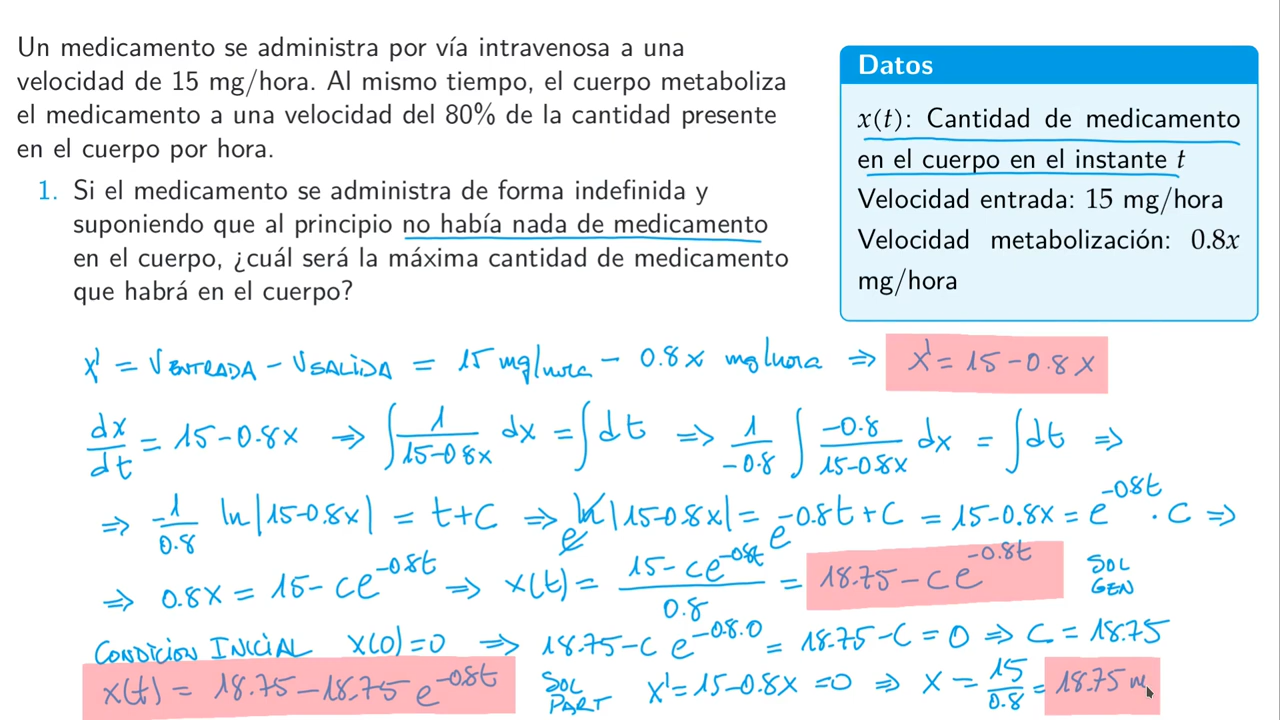 Un medicamento se administra por vía intravenosa a una
velocidad de 15 mg/hora. Al mismo tiempo, el cuerpo metaboliza
el medicamento a una velocidad del 80% de la cantidad presente
en el cuerpo por hora.
1. Si el medicamento se administra de forma indefinida y
suponiendo que al principio no había nada de medicamento
en el cuerpo, ¿cuál será la máxima cantidad de medicamento
que habrá en el cuerpo?
Datos
x(t): Cantidad de medicamento
en el cuerpo en el instante t
Velocidad entrada: 15 mg/hora
Velocidad metabolización: 0.8x
mg/hora
x' = VENTRADA - VSALIDA = 15 mg/hora - 0.8x mg/hora ⇒ x' = 15 - 0.8x
dx/dt = 15-0.8x ⇒ ∫ 1/(15-0.8x) dx = ∫ dt ⇒ 1/-0.8 ∫ -0.8/(15-0.8x) dx = ∫ dt ⇒
⇒ -1/0.8 ln|15-0.8x| = t+C ⇒ e^ln|15-0.8x| = e^-0.8t+C = 15-0.8x = e^-0.8t · C ⇒
⇒ 0.8x = 15 - Ce^-0.8t ⇒ x(t) = (15-Ce^-0.8t)/0.8 = 18.75 - Ce^-0.8t SOL GEN
CONDICION INICIAL x(0)=0 ⇒ 18.75 - C e^-0.8·0 = 18.75 - C = 0 ⇒ C = 18.75
x(t) = 18.75 - 18.75 e^-0.8t SOL PART x' = 15-0.8x = 0 ⇒ x = 15/0.8 = 18.75 m